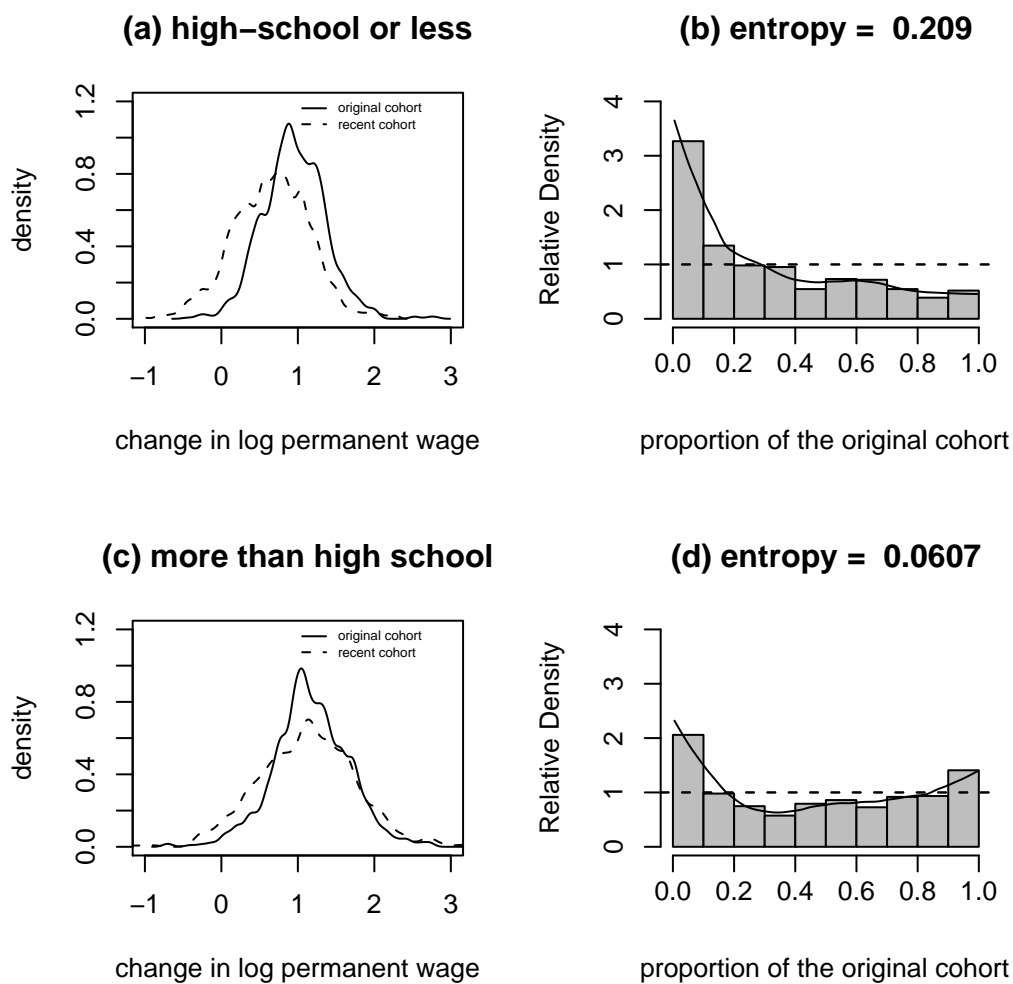 (a) high−school or less
density
0.0 0.4 0.8 1.2
original cohort
recent cohort
−1 0 1 2 3
change in log permanent wage
(b) entropy = 0.209
Relative Density
0 1 2 3 4
0.0 0.2 0.4 0.6 0.8 1.0
proportion of the original cohort
(c) more than high school
density
0.0 0.4 0.8 1.2
original cohort
recent cohort
−1 0 1 2 3
change in log permanent wage
(d) entropy = 0.0607
Relative Density
0 1 2 3 4
0.0 0.2 0.4 0.6 0.8 1.0
proportion of the original cohort